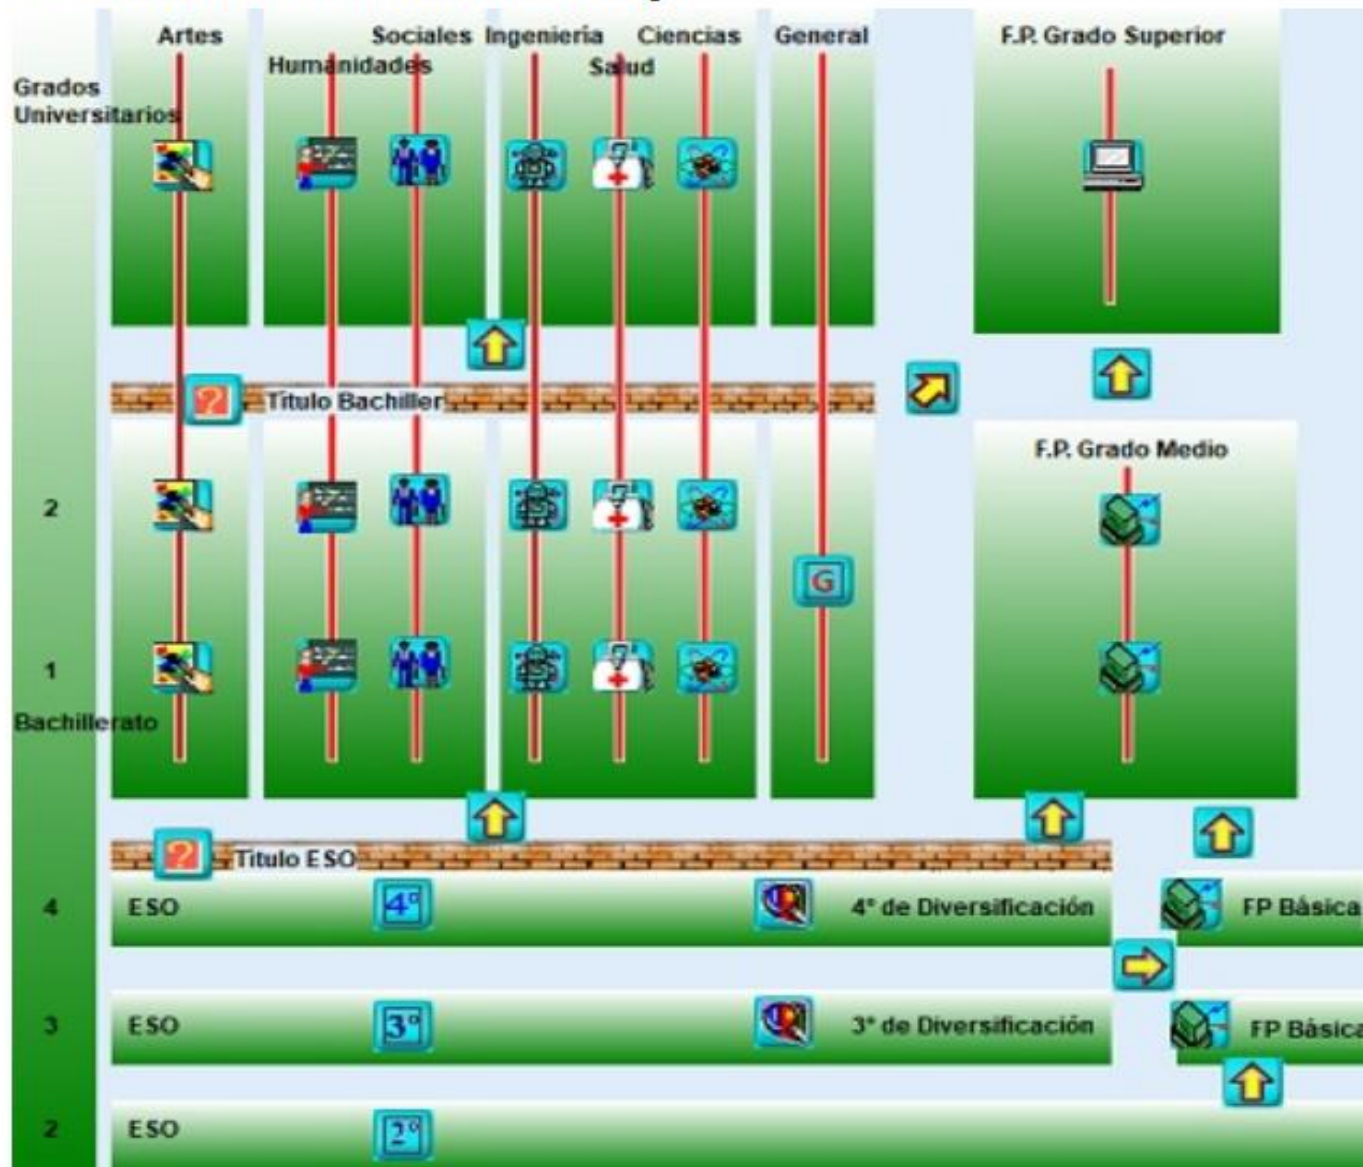 Artes
Sociales
Ingeniería
Ciencias
General
F.P. Grado Superior
Humanidades
Salud
Grados
Universitarios
Título Bachiller
F.P. Grado Medio
2
G
1
Bachillerato
Titulo ESO
4
ESO
4º
4º de Diversificación
FP Básica
3
ESO
3º
3º de Diversificación
FP Básica
2
ESO
2º